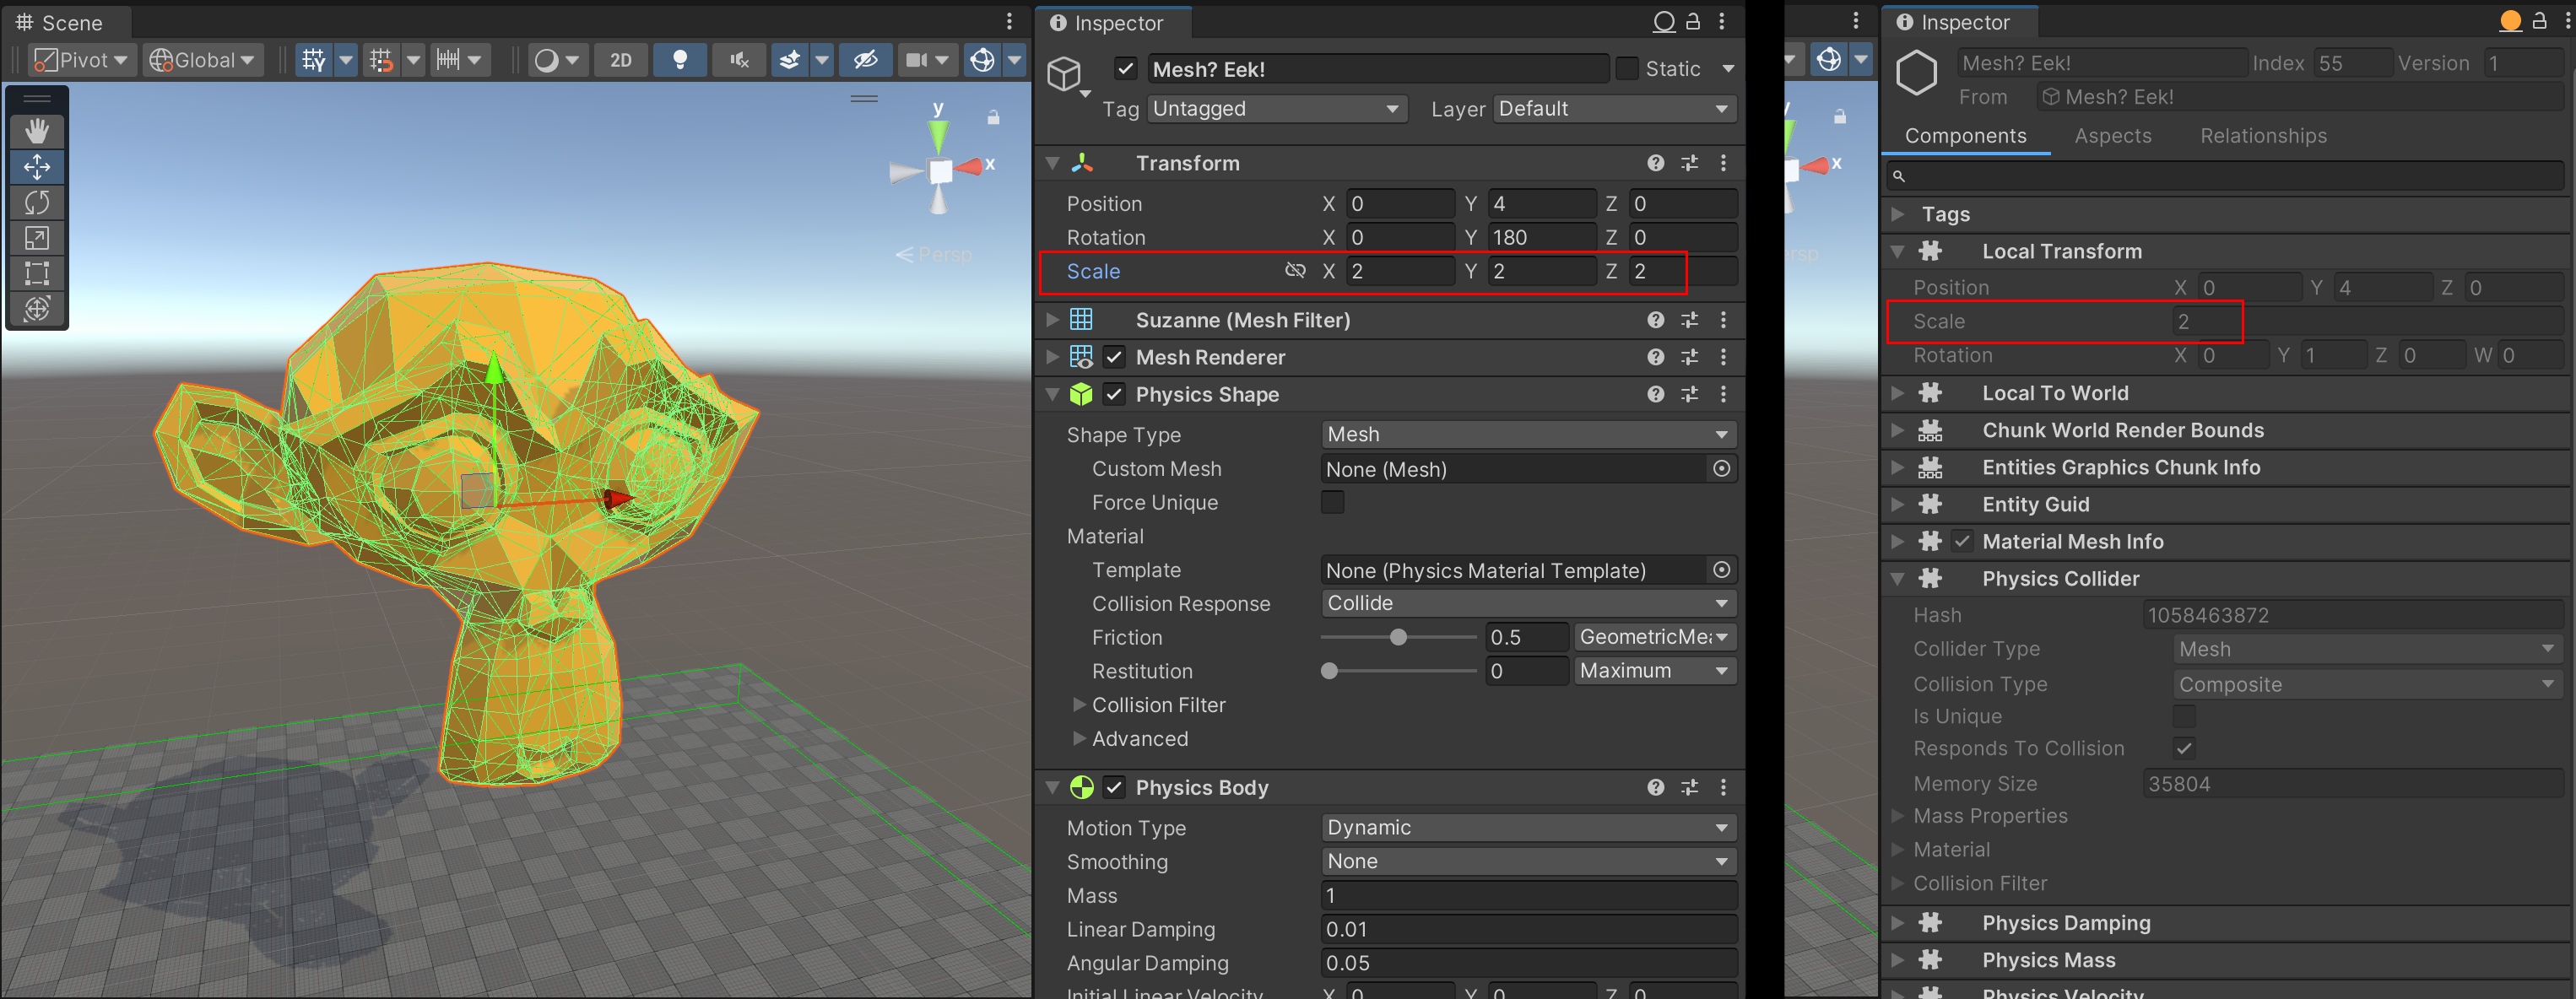 Scene
Pivot Global 2D
y
x
Persp
Inspector
Mesh? Eek! Static
Tag Untagged Layer Default
Transform
Position X 0 Y 4 Z 0
Rotation X 0 Y 180 Z 0
Scale X 2 Y 2 Z 2
Suzanne (Mesh Filter)
Mesh Renderer
Physics Shape
Shape Type Mesh
Custom Mesh None (Mesh)
Force Unique
Material
Template None (Physics Material Template)
Collision Response Collide
Friction 0.5 GeometricMea
Restitution 0 Maximum
Collision Filter
Advanced
Physics Body
Motion Type Dynamic
Smoothing None
Mass 1
Linear Damping 0.01
Angular Damping 0.05
Initial Linear Velocity X 0 Y 0 Z 0
x
ersp
Inspector
Mesh? Eek! Index 55 Version 1
From Mesh? Eek!
Components Aspects Relationships
Tags
Local Transform
Position X 0 Y 4 Z 0
Scale 2
Rotation X 0 Y 1 Z 0 W 0
Local To World
Chunk World Render Bounds
Entities Graphics Chunk Info
Entity Guid
Material Mesh Info
Physics Collider
Hash 1058463872
Collider Type Mesh
Collision Type Composite
Is Unique
Responds To Collision
Memory Size 35804
Mass Properties
Material
Collision Filter
Physics Damping
Physics Mass
Physics Velocity